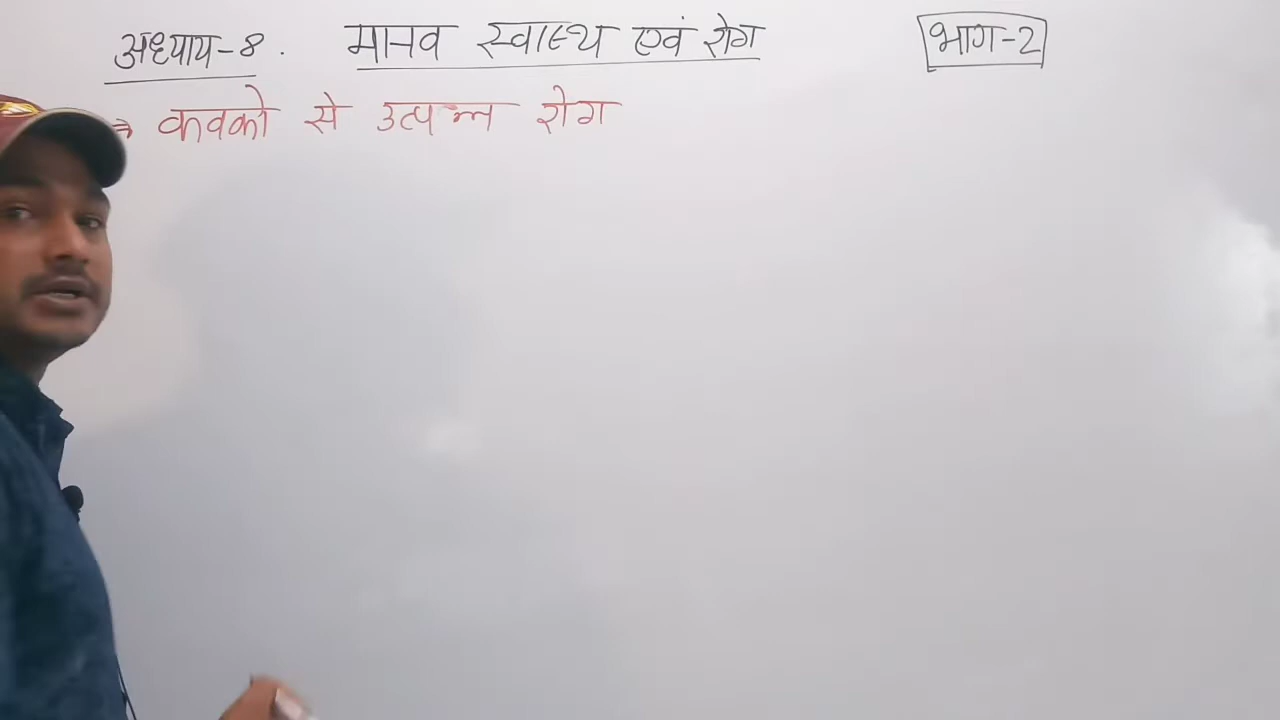 अध्याय-8. मानव स्वास्थ्य एवं रोग भाग-2
⇒ कवको से उत्पन्न रोग